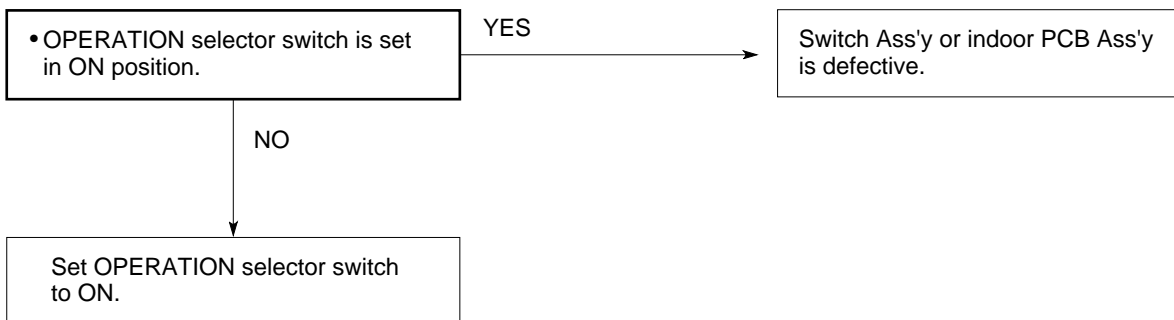 • OPERATION selector switch is set
in ON position.
YES
Switch Ass'y or indoor PCB Ass'y
is defective.
NO
Set OPERATION selector switch
to ON.